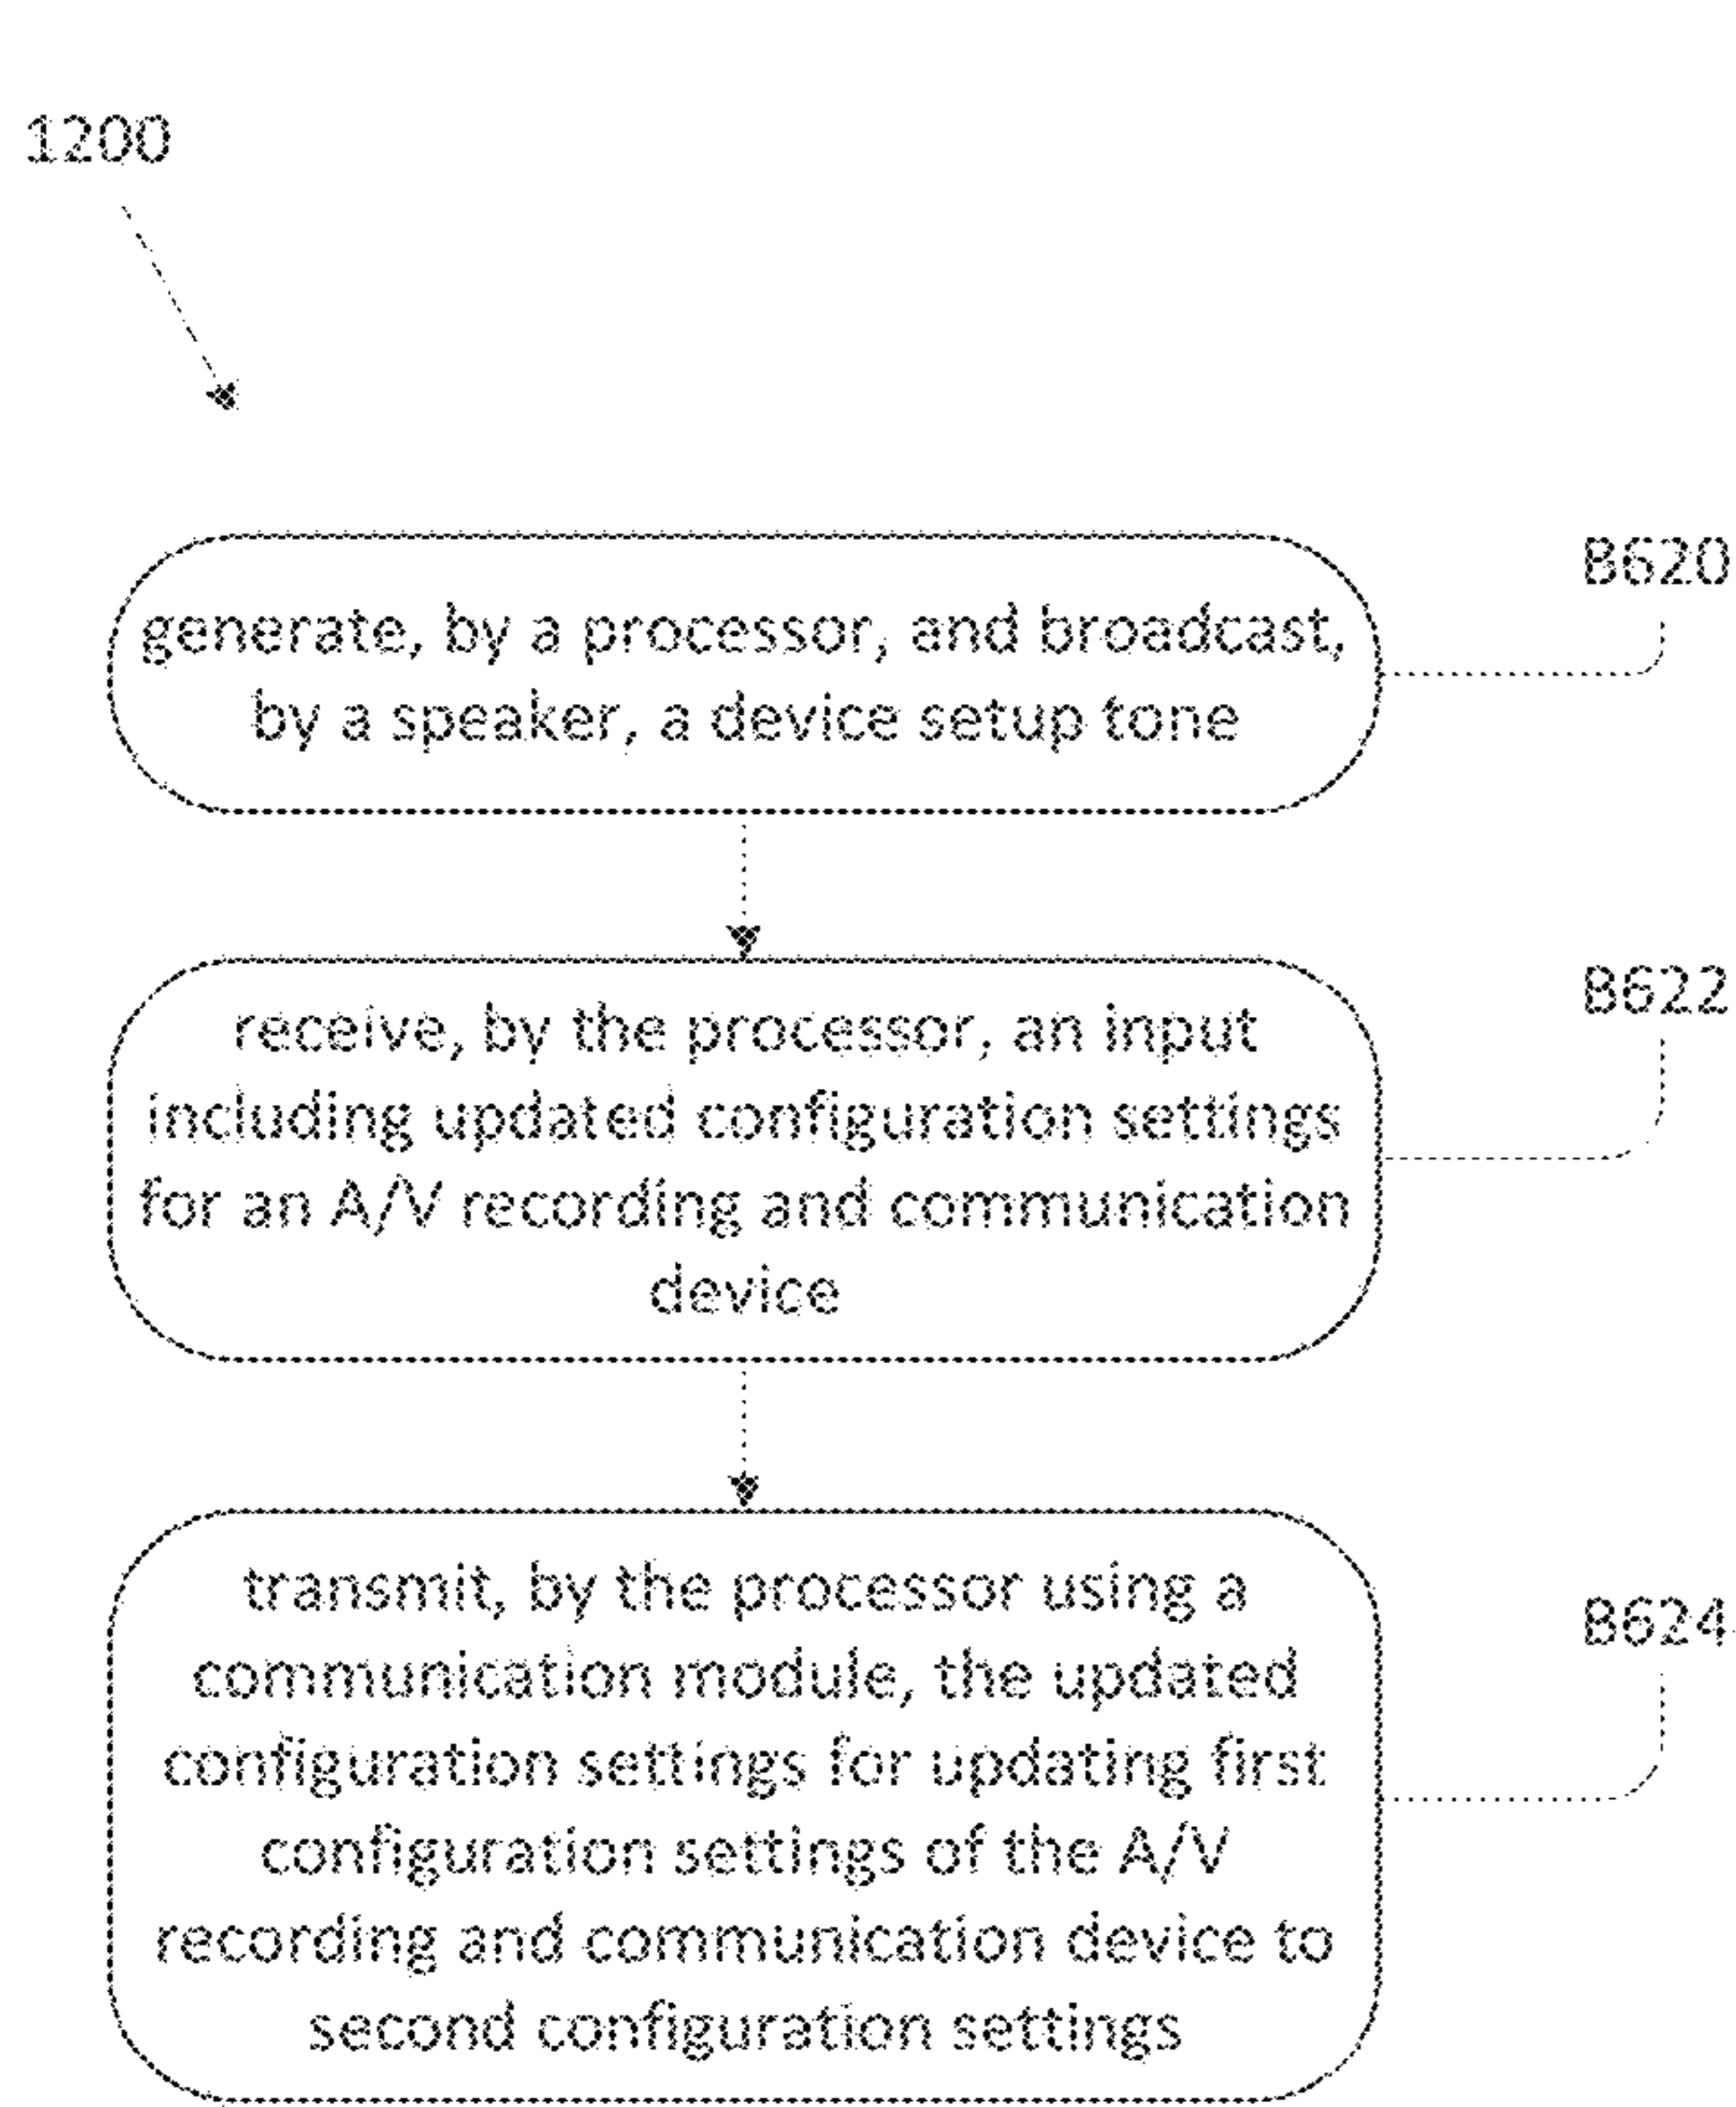 1200
generate, by a processor, and broadcast,
by a speaker, a device setup tone
B620
receive, by the processor, an input
including updated configuration settings
for an A/V recording and communication
device
B622
transmit, by the processor using a
communication module, the updated
configuration settings for updating first
configuration settings of the A/V
recording and communication device to
second configuration settings
B624